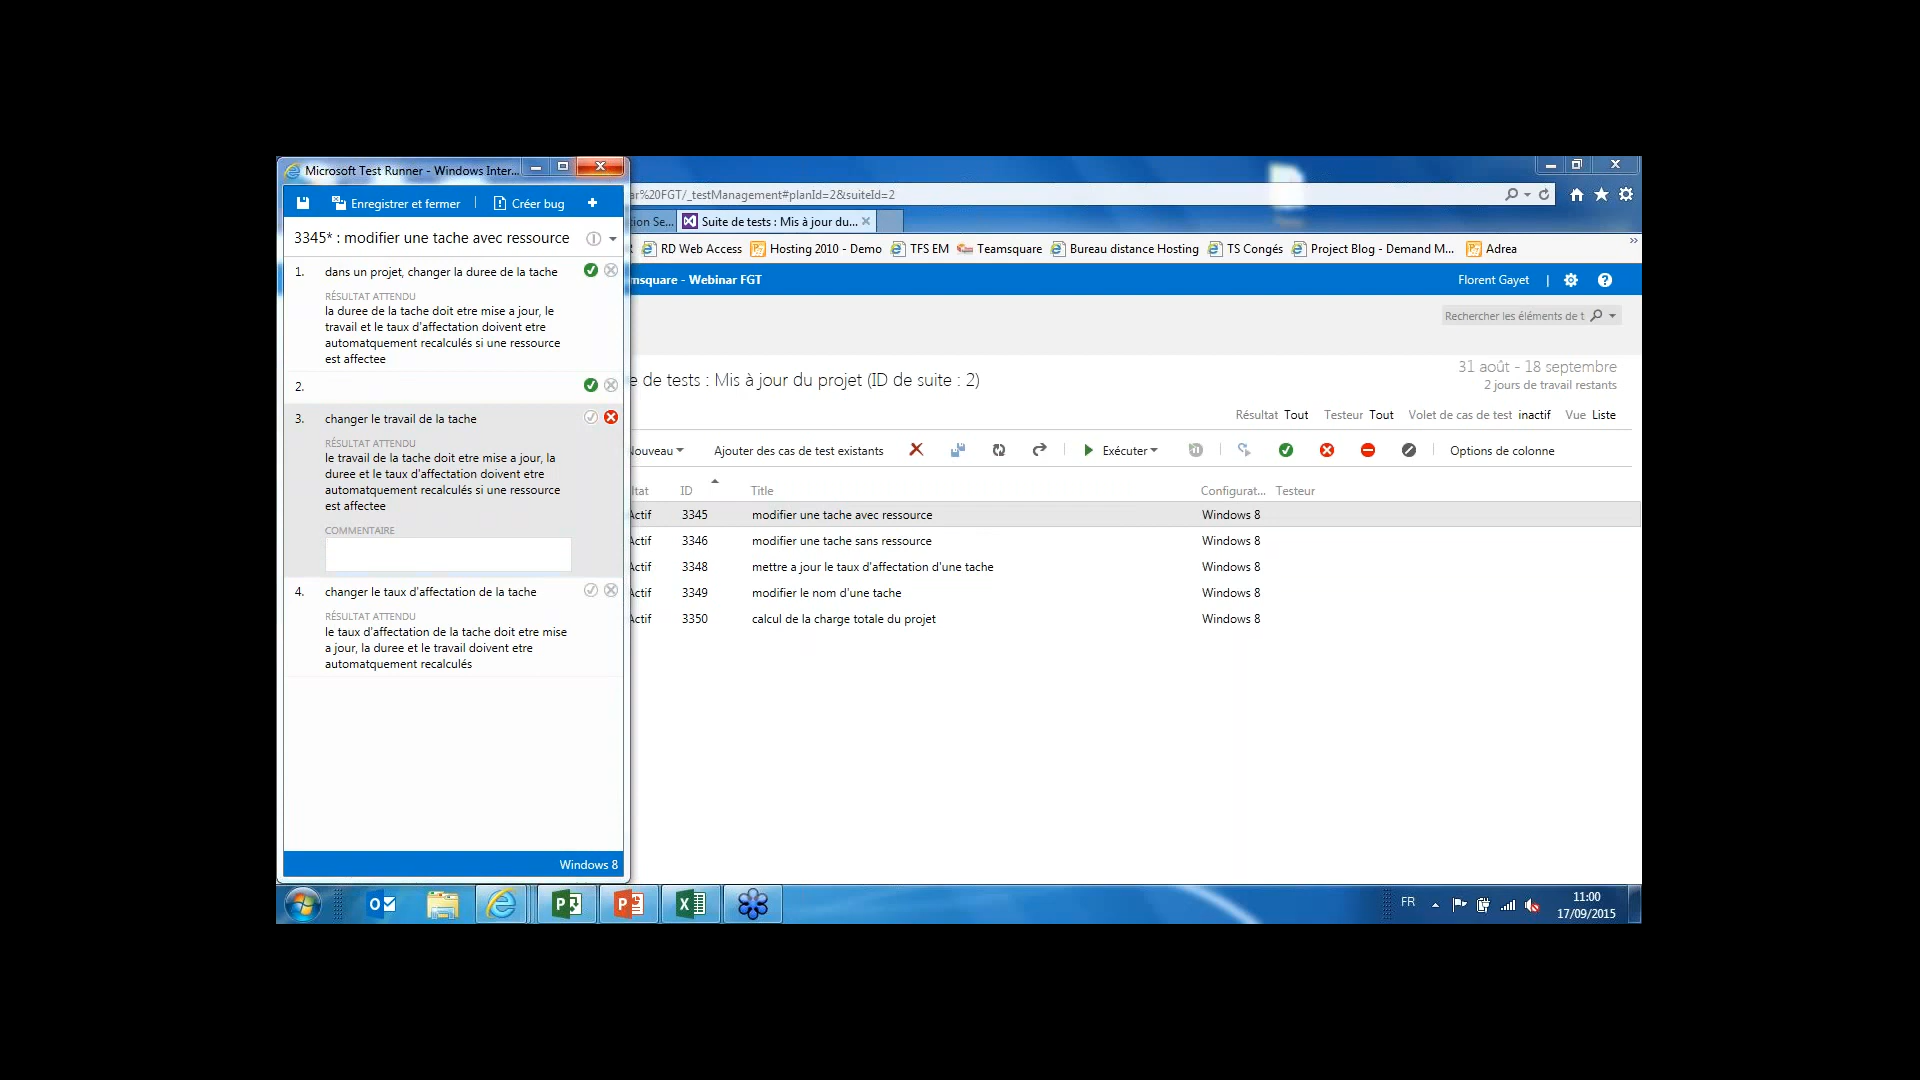 Microsoft Test Runner - Windows Inter...
Enregistrer et fermer
Créer bug
3345* : modifier une tache avec ressource
1. dans un projet, changer la duree de la tache
RÉSULTAT ATTENDU
la duree de la tache doit etre mise a jour, le
travail et le taux d'affectation doivent etre
automatquement recalculés si une ressource
est affectee
2.
3. changer le travail de la tache
RÉSULTAT ATTENDU
le travail de la tache doit etre mise a jour, la
duree et le taux d'affectation doivent etre
automatquement recalculés si une ressource
est affectee
COMMENTAIRE
4. changer le taux d'affectation de la tache
RÉSULTAT ATTENDU
le taux d'affectation de la tache doit etre mise
a jour, la duree et le travail doivent etre
automatquement recalculés
Windows 8
ar%20FGT/_testManagement#planId=2&suiteId=2
tion Se...
Suite de tests : Mis à jour du...
RD Web Access
Hosting 2010 - Demo
TFS EM
Teamsquare
Bureau distance Hosting
TS Congés
Project Blog - Demand M...
Adrea
msquare - Webinar FGT
Florent Gayet
Rechercher les éléments de t
31 août - 18 septembre
e de tests : Mis à jour du projet (ID de suite : 2)
2 jours de travail restants
Résultat Tout Testeur Tout Volet de cas de test inactif Vue Liste
Nouveau Ajouter des cas de test existants Exécuter Options de colonne
ltat ID Title Configurat... Testeur
Actif 3345 modifier une tache avec ressource Windows 8
Actif 3346 modifier une tache sans ressource Windows 8
Actif 3348 mettre a jour le taux d'affectation d'une tache Windows 8
Actif 3349 modifier le nom d'une tache Windows 8
Actif 3350 calcul de la charge totale du projet Windows 8
FR
11:00
17/09/2015